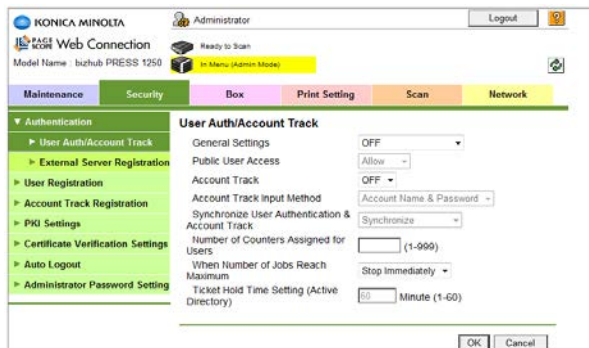 KONICA MINOLTA
Administrator
Logout
?
PAGE SCOPE Web Connection
Ready to Scan
Model Name : bizhub PRESS 1250
In Menu (Admin Mode)
Maintenance
Security
Box
Print Setting
Scan
Network
▼ Authentication
► User Auth/Account Track
► External Server Registration
► User Registration
► Account Track Registration
► PKI Settings
► Certificate Verification Settings
► Auto Logout
► Administrator Password Setting
User Auth/Account Track
General Settings OFF
Public User Access Allow
Account Track OFF
Account Track Input Method Account Name & Password
Synchronize User Authentication &
Account Track Synchronize
Number of Counters Assigned for
Users (1-999)
When Number of Jobs Reach
Maximum Stop Immediately
Ticket Hold Time Setting (Active
Directory) 60 Minute (1-60)
OK Cancel